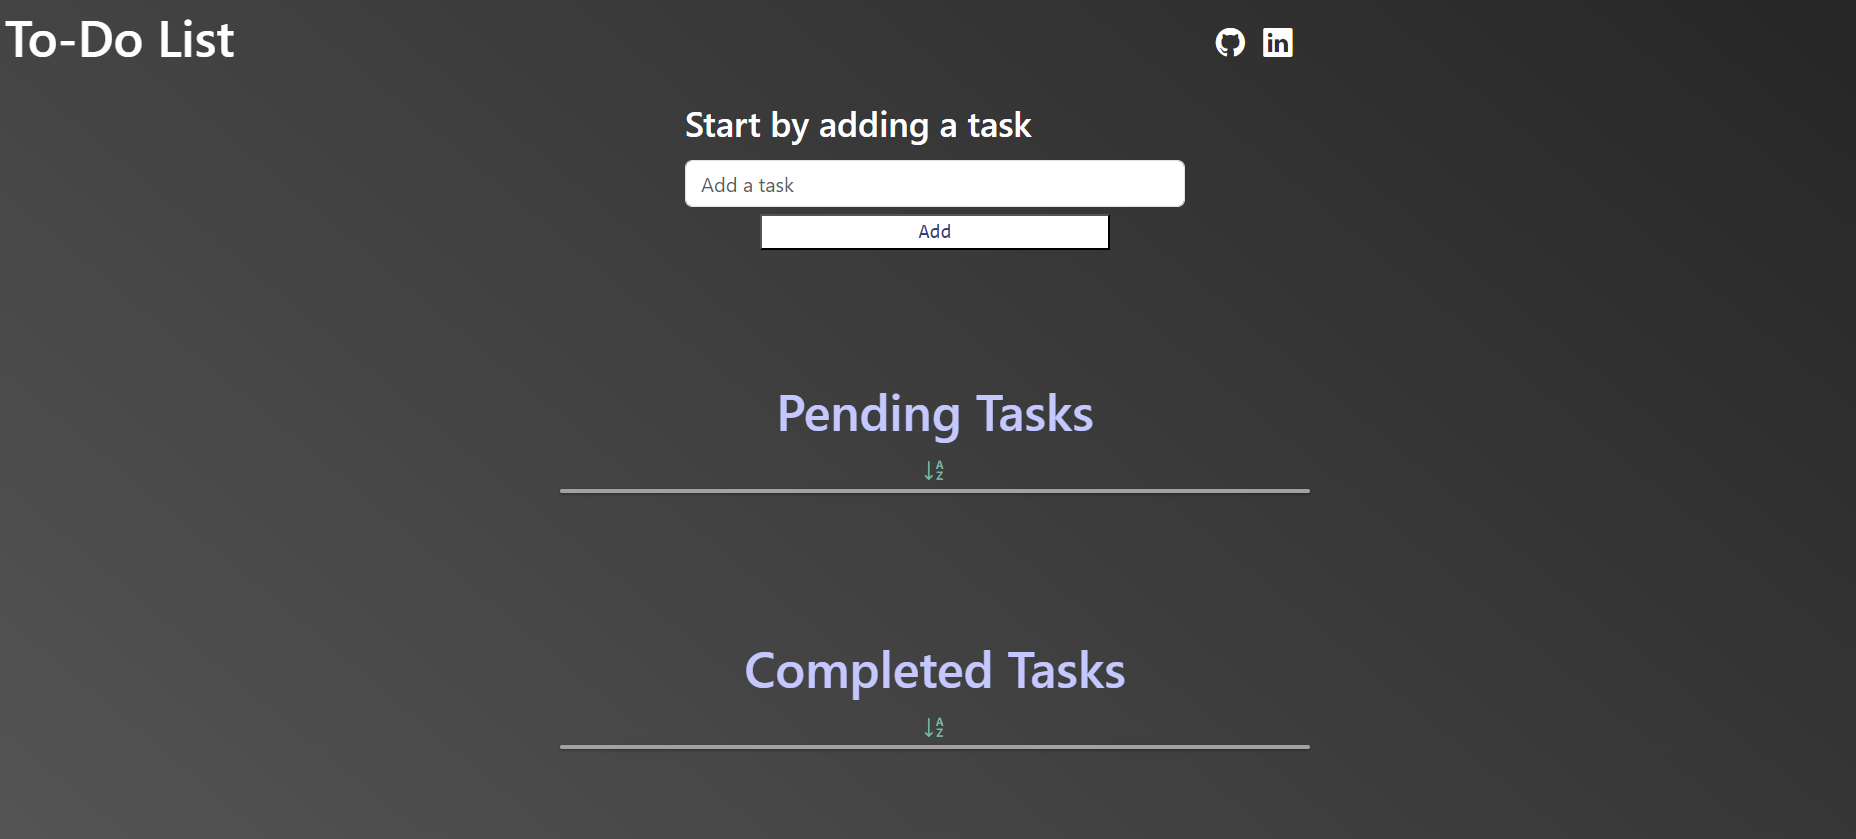 To-Do List
in
Start by adding a task
Add a task
Add
Pending Tasks
A
Z
Completed Tasks
A
Z